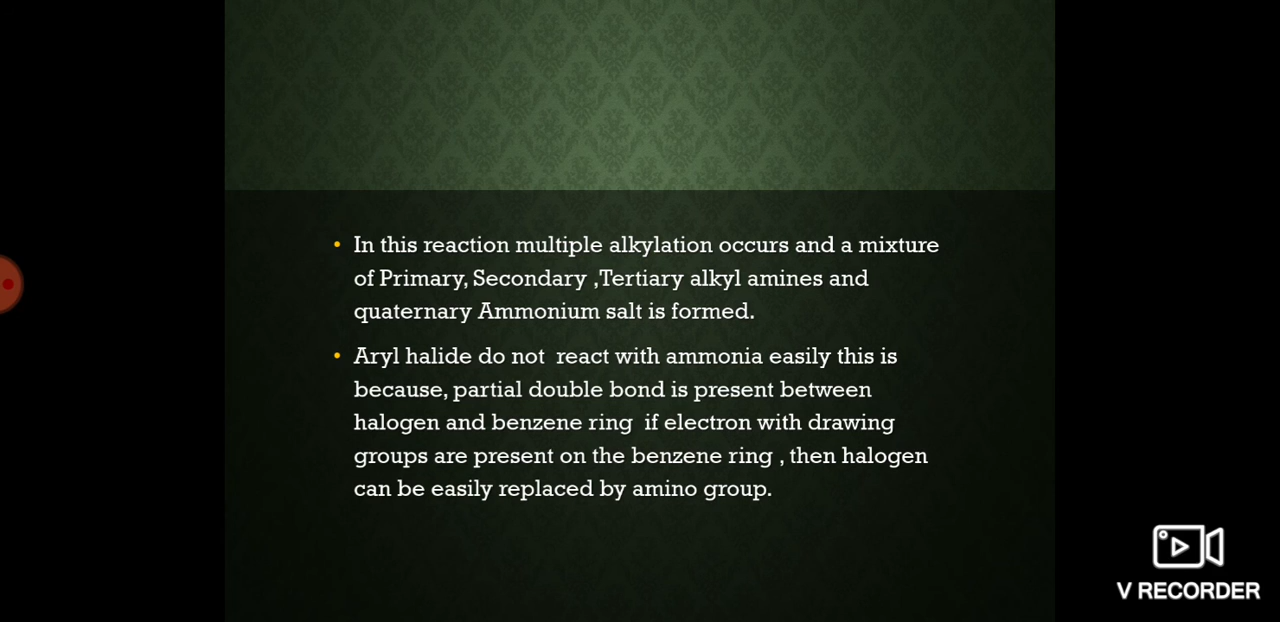 • In this reaction multiple alkylation occurs and a mixture
of Primary, Secondary ,Tertiary alkyl amines and
quaternary Ammonium salt is formed.
• Aryl halide do not  react with ammonia easily this is
because, partial double bond is present between
halogen and benzene ring  if electron with drawing
groups are present on the benzene ring , then halogen
can be easily replaced by amino group.
V RECORDER